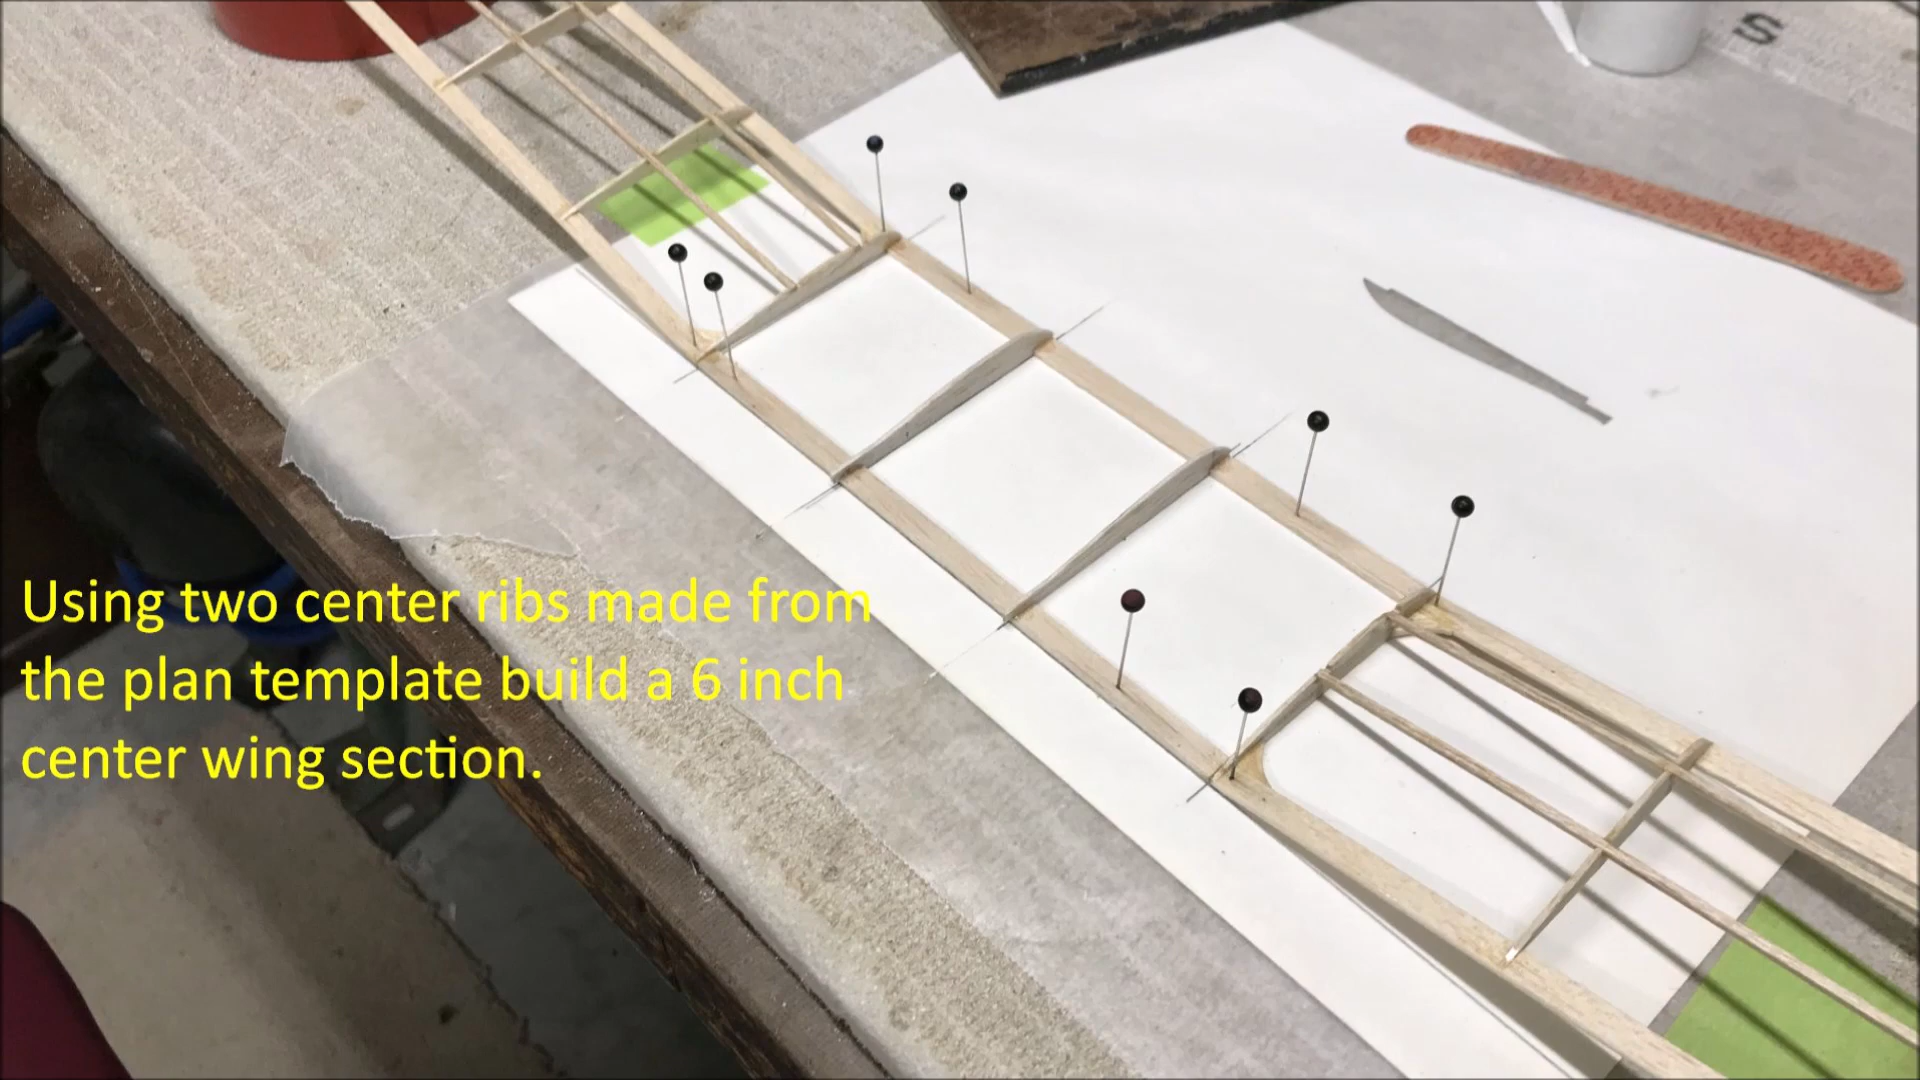 S
Using two center ribs made from
the plan template build a 6 inch
center wing section.